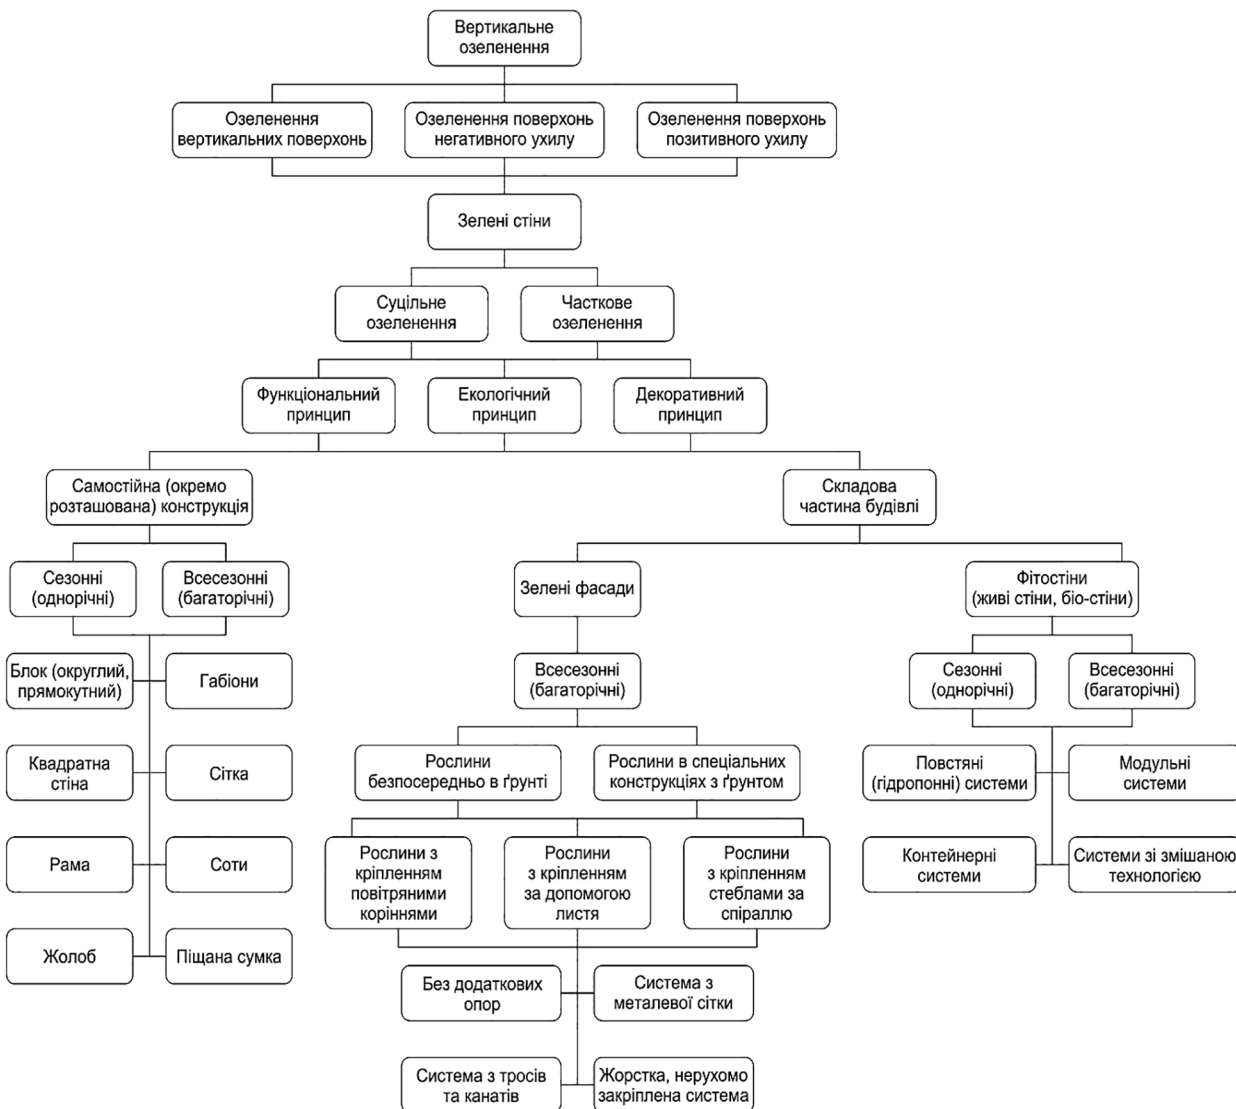 Вертикальне
озеленення
Озеленення
вертикальних поверхонь
Озеленення поверхонь
негативного ухилу
Озеленення поверхонь
позитивного ухилу
Зелені стіни
Суцільне
озеленення
Часткове
озеленення
Функціональний
принцип
Екологічний
принцип
Декоративний
принцип
Самостійна (окремо
розташована) конструкція
Складова
частина будівлі
Сезонні
(однорічні)
Всесезонні
(багаторічні)
Блок (округлий,
прямокутний)
Габіони
Квадратна
стіна
Сітка
Рама
Соти
Жолоб
Піщана сумка
Зелені фасади
Всесезонні
(багаторічні)
Рослини
безпосередньо в ґрунті
Рослини в спеціальних
конструкціях з ґрунтом
Рослини з
кріпленням
повітряними
коріннями
Рослини
з кріпленням
за допомогою
листя
Рослини
з кріпленням
стеблами за
спіраллю
Без додаткових
опор
Система з
металевої сітки
Система з тросів
та канатів
Жорстка, нерухомо
закріплена система
Фітостіни
(живі стіни, біо-стіни)
Сезонні
(однорічні)
Всесезонні
(багаторічні)
Повстяні
(гідропонні) системи
Модульні
системи
Контейнерні
системи
Системи зі змішаною
технологією